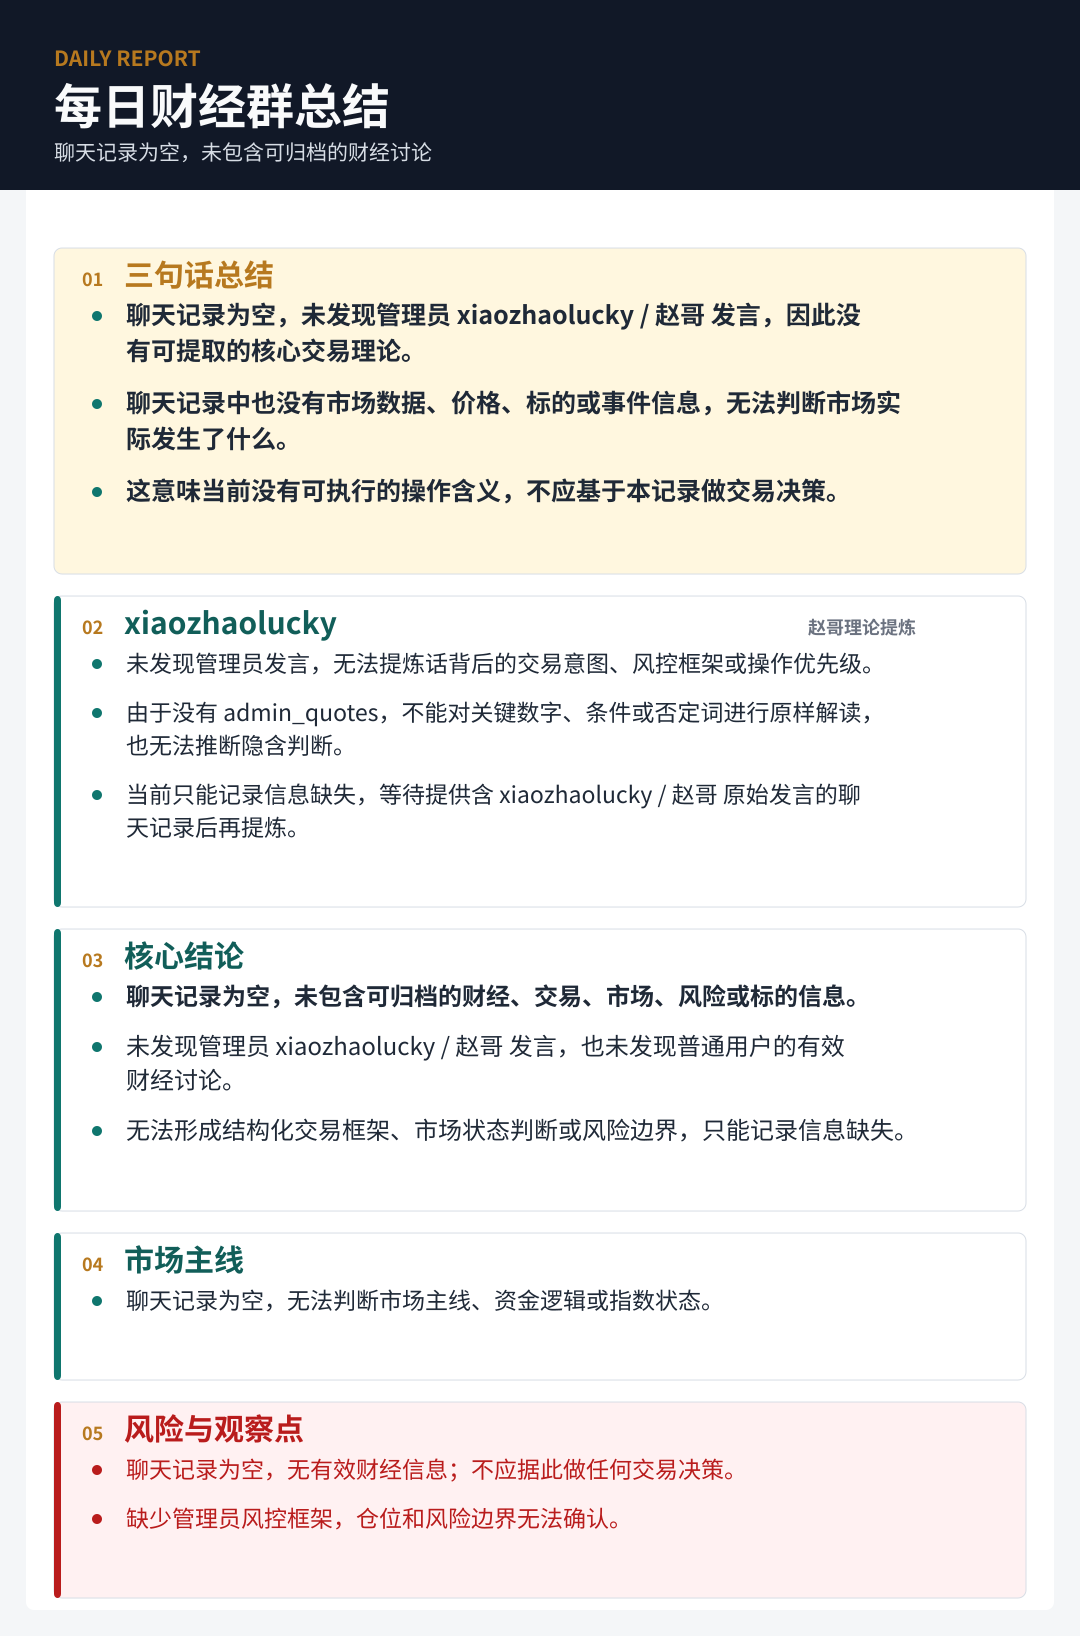 DAILY REPORT
每日财经群总结
聊天记录为空，未包含可归档的财经讨论
01 三句话总结
聊天记录为空，未发现管理员 xiaozhaolucky / 赵哥 发言，因此没
有可提取的核心交易理论。
聊天记录中也没有市场数据、价格、标的或事件信息，无法判断市场实
际发生了什么。
这意味当前没有可执行的操作含义，不应基于本记录做交易决策。
02 xiaozhaolucky 赵哥理论提炼
未发现管理员发言，无法提炼话背后的交易意图、风控框架或操作优先级。
由于没有 admin_quotes，不能对关键数字、条件或否定词进行原样解读，
也无法推断隐含判断。
当前只能记录信息缺失，等待提供含 xiaozhaolucky / 赵哥 原始发言的聊
天记录后再提炼。
03 核心结论
聊天记录为空，未包含可归档的财经、交易、市场、风险或标的信息。
未发现管理员 xiaozhaolucky / 赵哥 发言，也未发现普通用户的有效
财经讨论。
无法形成结构化交易框架、市场状态判断或风险边界，只能记录信息缺失。
04 市场主线
聊天记录为空，无法判断市场主线、资金逻辑或指数状态。
05 风险与观察点
聊天记录为空，无有效财经信息；不应据此做任何交易决策。
缺少管理员风控框架，仓位和风险边界无法确认。